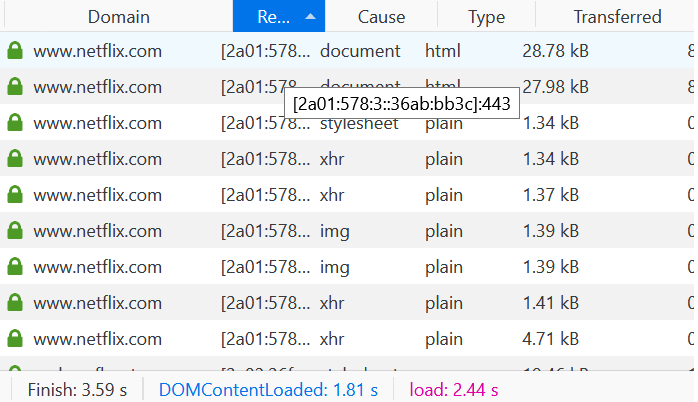 Domain Re... Cause Type Transferred
www.netflix.com [2a01:578... document html 28.78 kB 8
www.netflix.com [2a01:578... document html 27.98 kB 8
[2a01:578:3::36ab:bb3c]:443
www.netflix.com [2a01:578... stylesheet plain 1.34 kB 0
www.netflix.com [2a01:578... xhr plain 1.34 kB 0
www.netflix.com [2a01:578... xhr plain 1.37 kB 0
www.netflix.com [2a01:578... img plain 1.39 kB 0
www.netflix.com [2a01:578... img plain 1.39 kB 0
www.netflix.com [2a01:578... xhr plain 1.41 kB 0
www.netflix.com [2a01:578... xhr plain 4.71 kB 0
Finish: 3.59 s DOMContentLoaded: 1.81 s load: 2.44 s